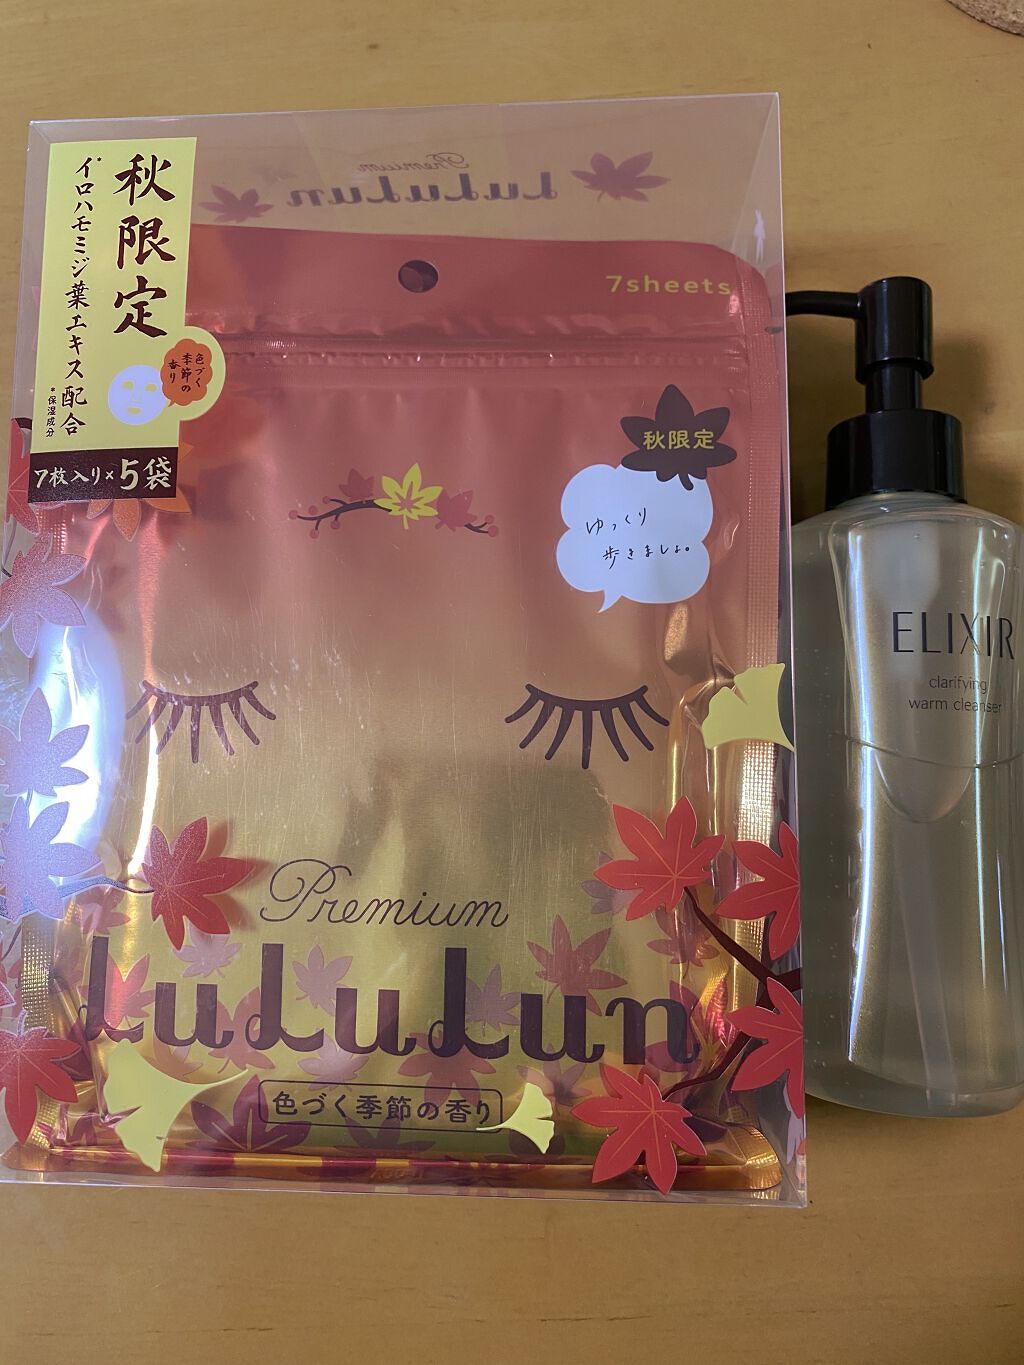 秋限定
イロハモミジ葉エキス*配合
*保湿成分
色づく
季節の
香り
7枚入り×5袋
Premium
LuLuLun
7sheets
秋限定
ゆっくり
歩きましょ。
Premium
LuLuLun
色づく季節の香り
ELIXIR
clarifying
warm cleanser